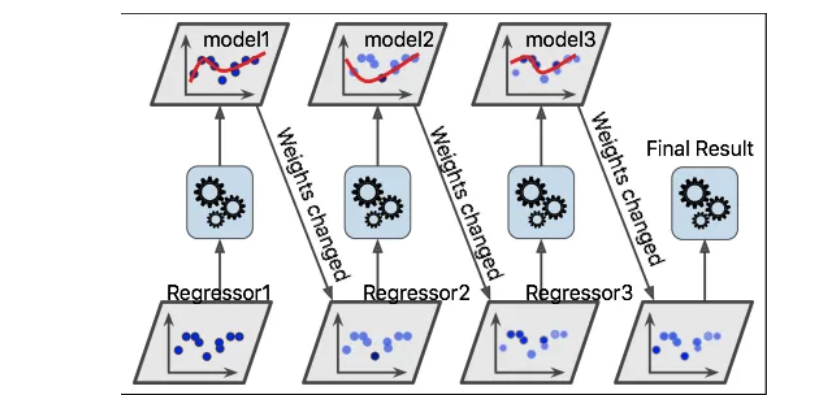 model1
model2
model3
Weights changed
Weights changed
Weights changed
Final Result
Regressor1
Regressor2
Regressor3